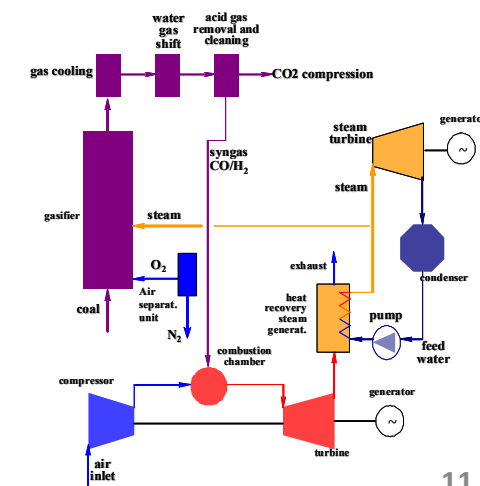 water
gas
shift
acid gas
removal and
cleaning
gas cooling
CO2 compression
syngas
CO/H2
steam
turbine
generato
~
steam
gasifier
steam
O2
Air
separat.
unit
N2
coal
exhaust
heat
recovery
steam
generat.
condenser
pump
feed
water
combustion
chamber
compressor
generator
~
turbine
air
inlet
11